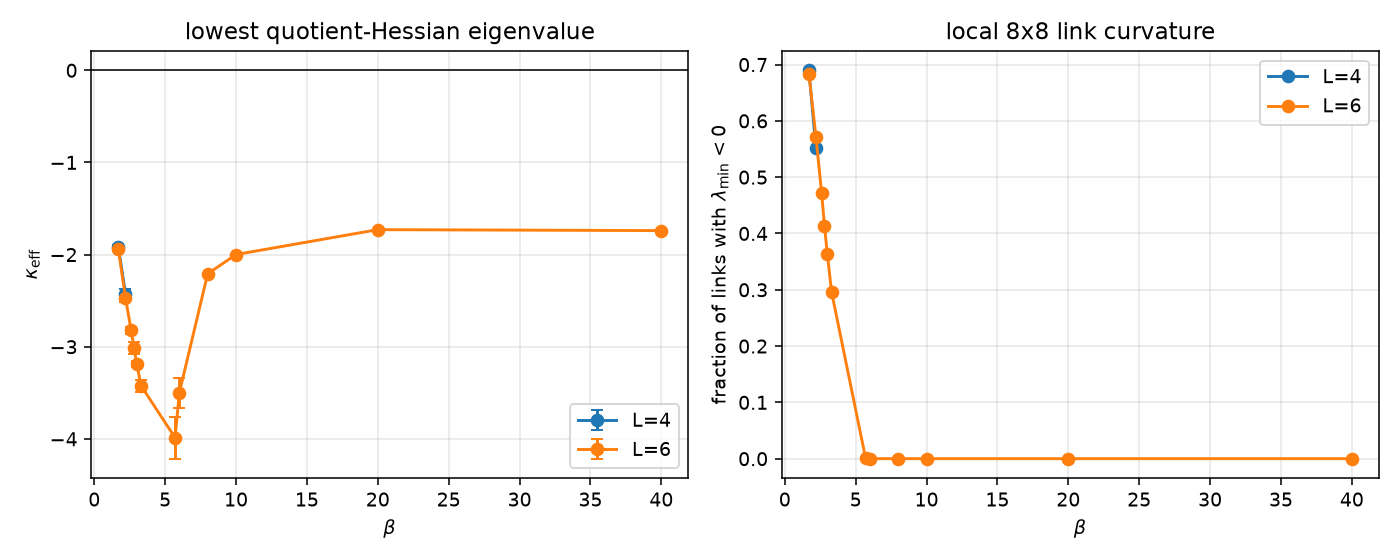 lowest quotient-Hessian eigenvalue
0
−1
−2
−3
−4
κeff
0 5 10 15 20 25 30 35 40
β
L=4
L=6
local 8x8 link curvature
0.7
0.6
0.5
0.4
0.3
0.2
0.1
0.0
fraction of links with λmin < 0
0 5 10 15 20 25 30 35 40
β
L=4
L=6